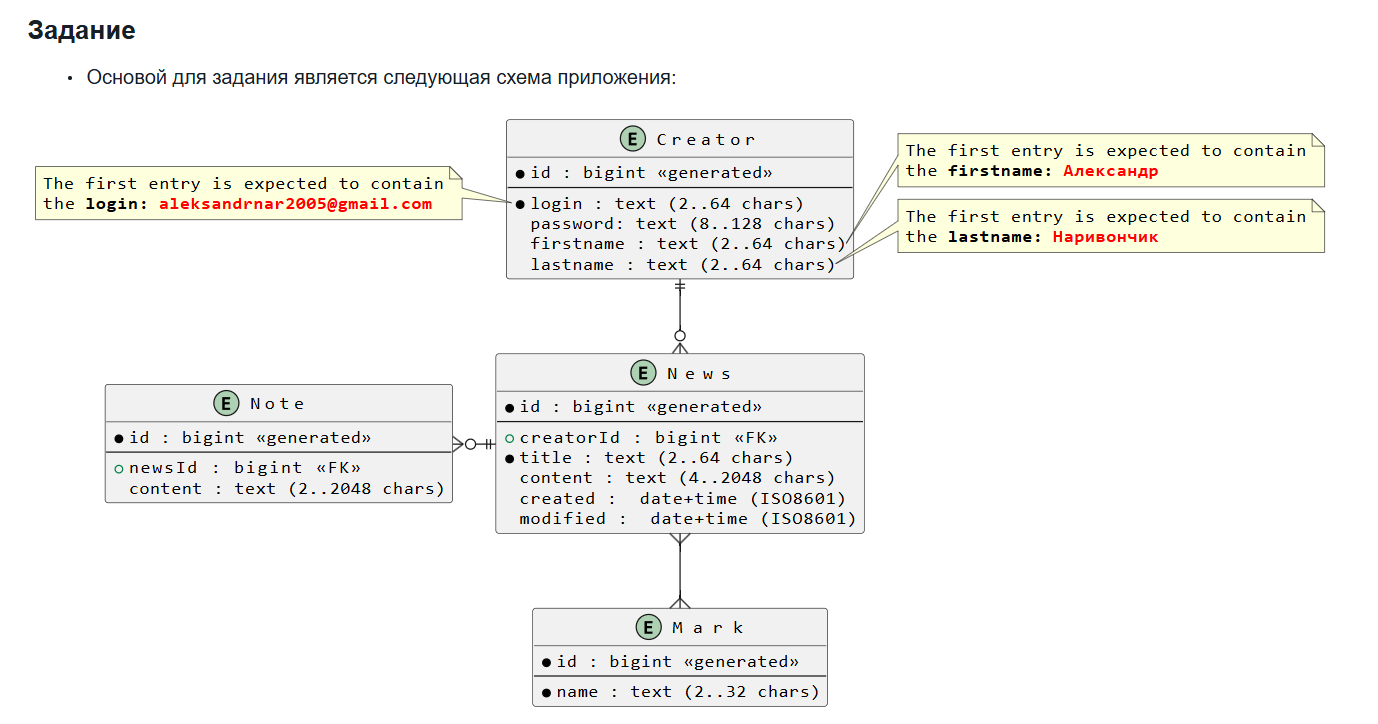 Задание
• Основой для задания является следующая схема приложения:
E Creator
● id : bigint «generated»
● login : text (2..64 chars)
password: text (8..128 chars)
firstname : text (2..64 chars)
lastname : text (2..64 chars)
The first entry is expected to contain
the login: aleksandrnar2005@gmail.com
The first entry is expected to contain
the firstname: Александр
The first entry is expected to contain
the lastname: Наривончик
E News
● id : bigint «generated»
○ creatorId : bigint «FK»
● title : text (2..64 chars)
content : text (4..2048 chars)
created :  date+time (ISO8601)
modified :  date+time (ISO8601)
E Note
● id : bigint «generated»
○ newsId : bigint «FK»
content : text (2..2048 chars)
E Mark
● id : bigint «generated»
● name : text (2..32 chars)